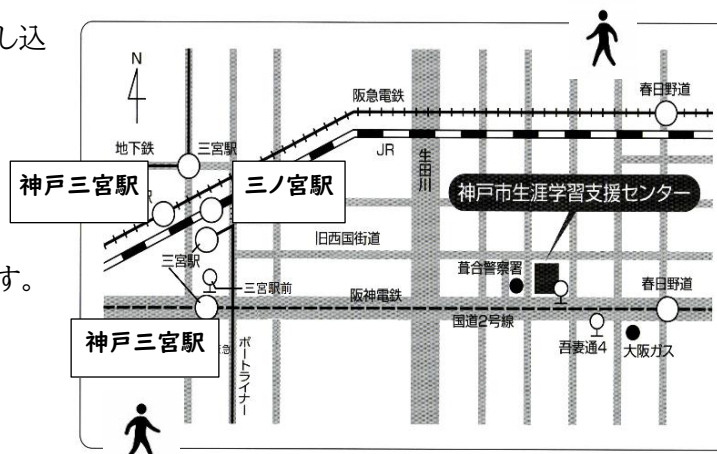 し込
す。
N
阪急電鉄
春日野道
地下鉄
三宮駅
JR
生田川
神戸三宮駅
駅
三ノ宮駅
神戸市生涯学習支援センター
旧西国街道
三宮駅
三宮駅前
葺合警察署
阪神電鉄
春日野道
国道2号線
神戸三宮駅
ポートライナー
吾妻通4
大阪ガス